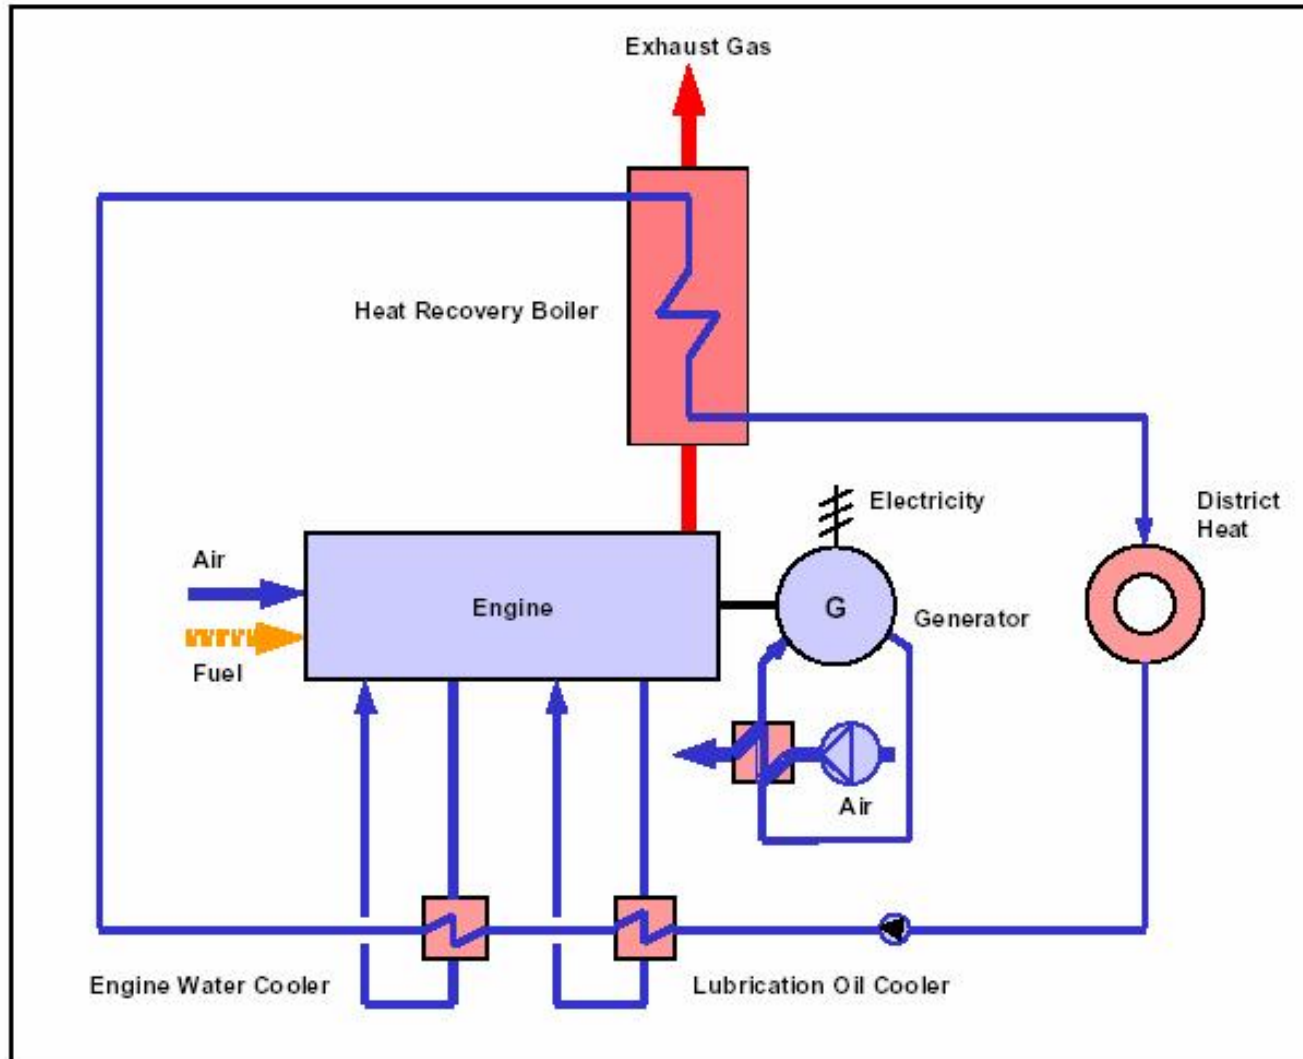 Exhaust Gas
Heat Recovery Boiler
Electricity
District
Heat
Air
Engine
G
Generator
Fuel
Air
Engine Water Cooler
Lubrication Oil Cooler